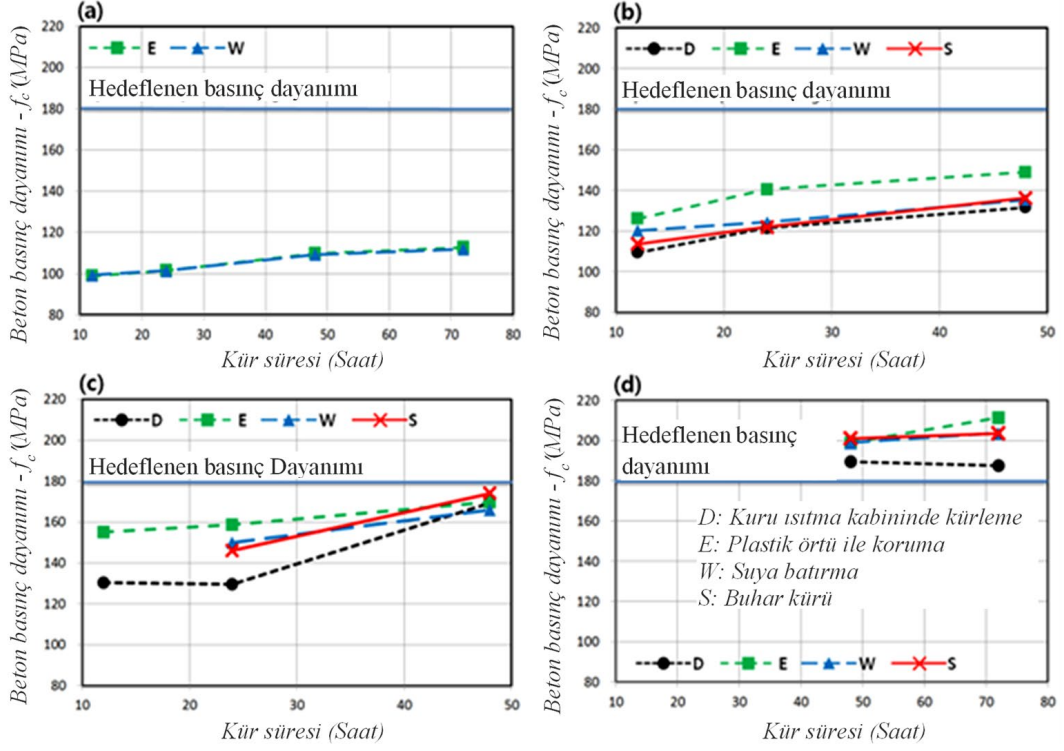 (a)
220
200
180
160
140
120
100
80
E W
Hedeflenen basınç dayanımı
10 20 30 40 50 60 70 80
Kür süresi (Saat)
Beton basınç dayanımı - fc'(MPa)
(b)
220
200
180
160
140
120
100
80
D E W S
Hedeflenen basınç dayanımı
10 20 30 40 50
Kür süresi (Saat)
Beton basınç dayanımı - fc'(MPa)
(c)
220
200
180
160
140
120
100
80
D E W S
Hedeflenen basınç Dayanımı
10 20 30 40 50
Kür süresi (Saat)
Beton basınç dayanımı - fc'(MPa)
(d)
220
200
180
160
140
120
100
80
Hedeflenen basınç
dayanımı
D: Kuru ısıtma kabininde kürleme
E: Plastik örtü ile koruma
W: Suya batırma
S: Buhar kürü
D E W S
10 20 30 40 50 60 70 80
Kür süresi (Saat)
Beton basınç dayanımı - fc'(MPa)